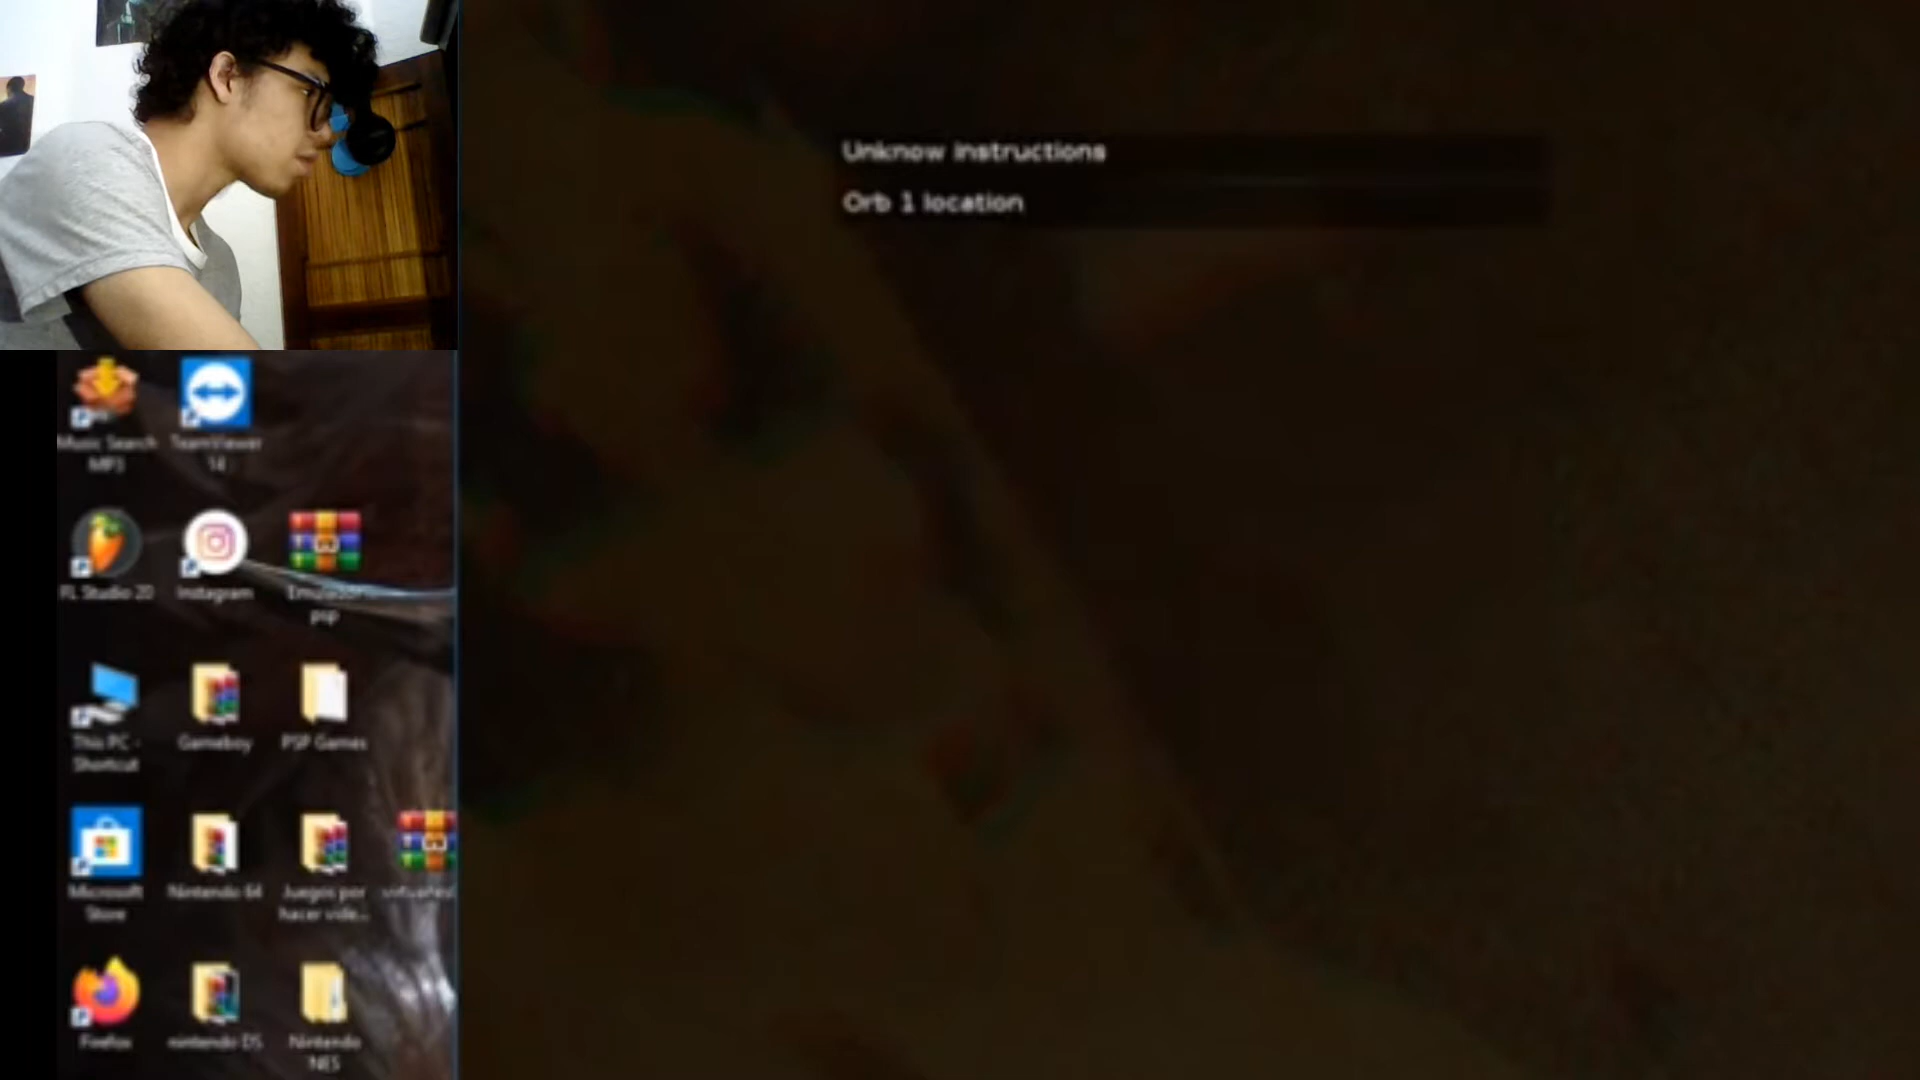 Unknow instructions
Orb 1 location
Music Search
MP3
TeamViewer
14
FL Studio 20
Instagram
Emulador
PSP
This PC -
Shortcut
Gameboy
PSP Games
Microsoft
Store
Nintendo 64
Juegos por
hacer vide...
Firefox
nintendo DS
Nintendo
NES